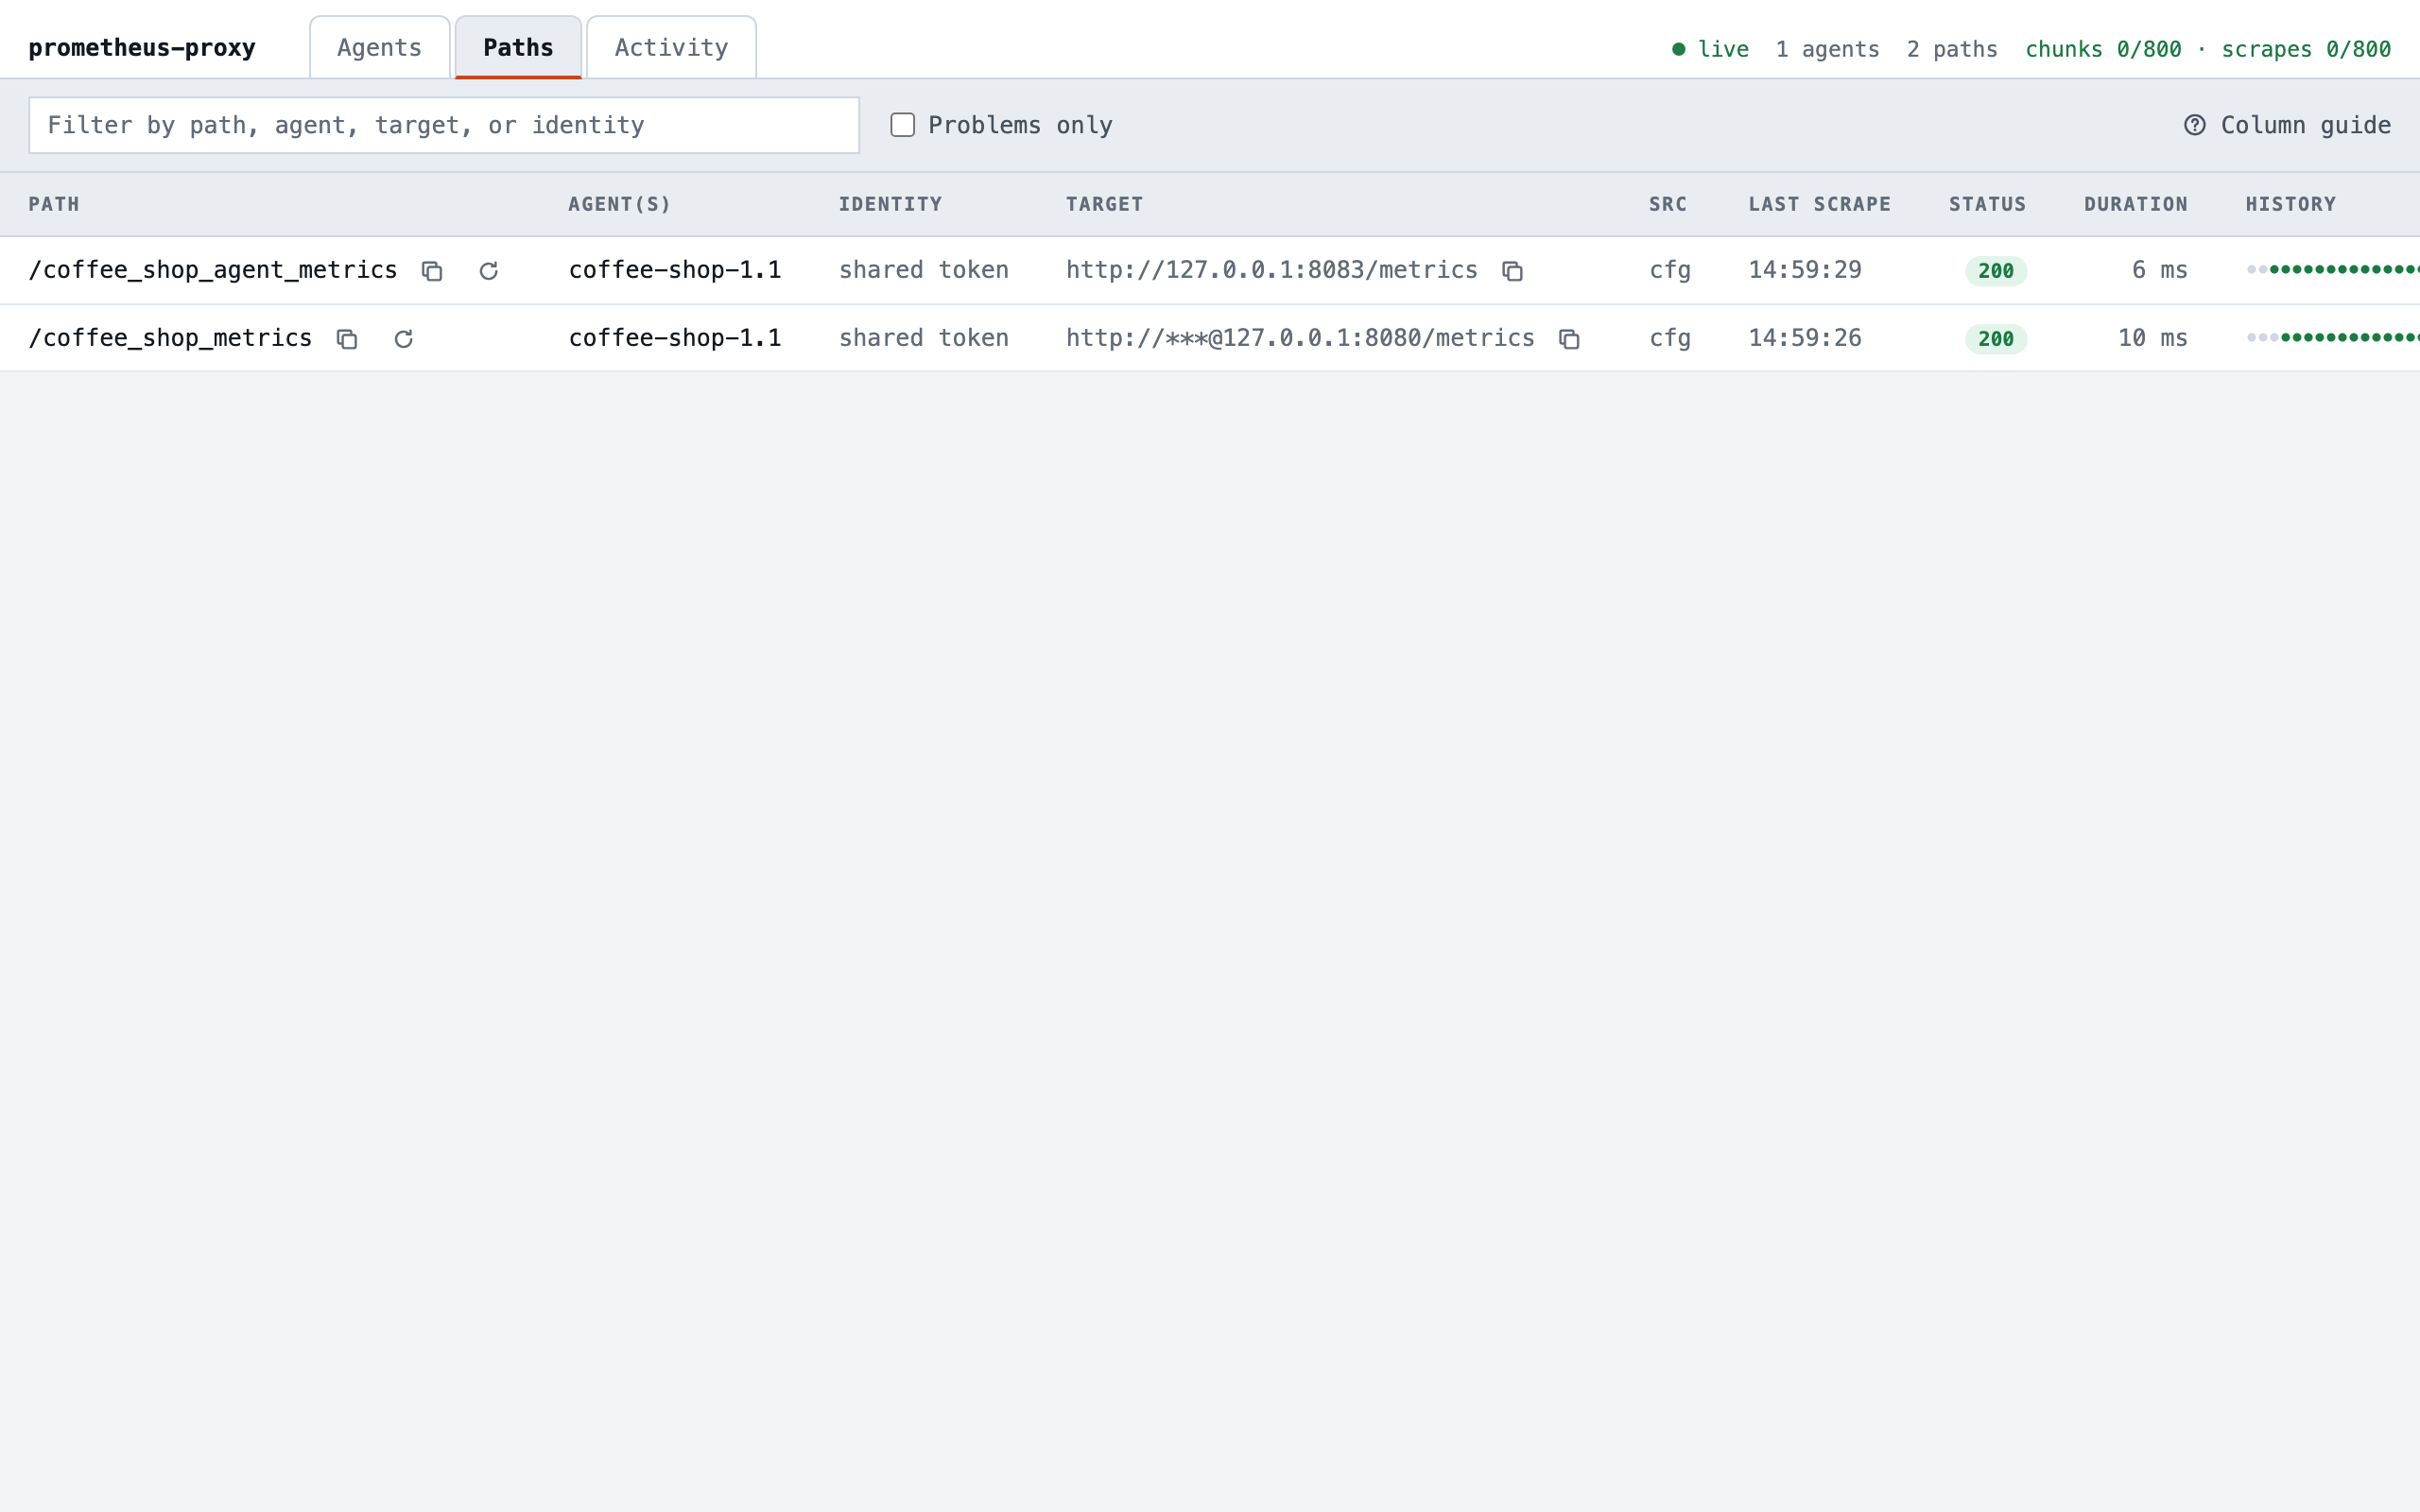 prometheus-proxy Agents Paths Activity live 1 agents 2 paths chunks 0/800 · scrapes 0/800
Filter by path, agent, target, or identity Problems only Column guide
PATH AGENT(S) IDENTITY TARGET SRC LAST SCRAPE STATUS DURATION HISTORY
/coffee_shop_agent_metrics coffee-shop-1.1 shared token http://127.0.0.1:8083/metrics cfg 14:59:29 200 6 ms
/coffee_shop_metrics coffee-shop-1.1 shared token http://***@127.0.0.1:8080/metrics cfg 14:59:26 200 10 ms